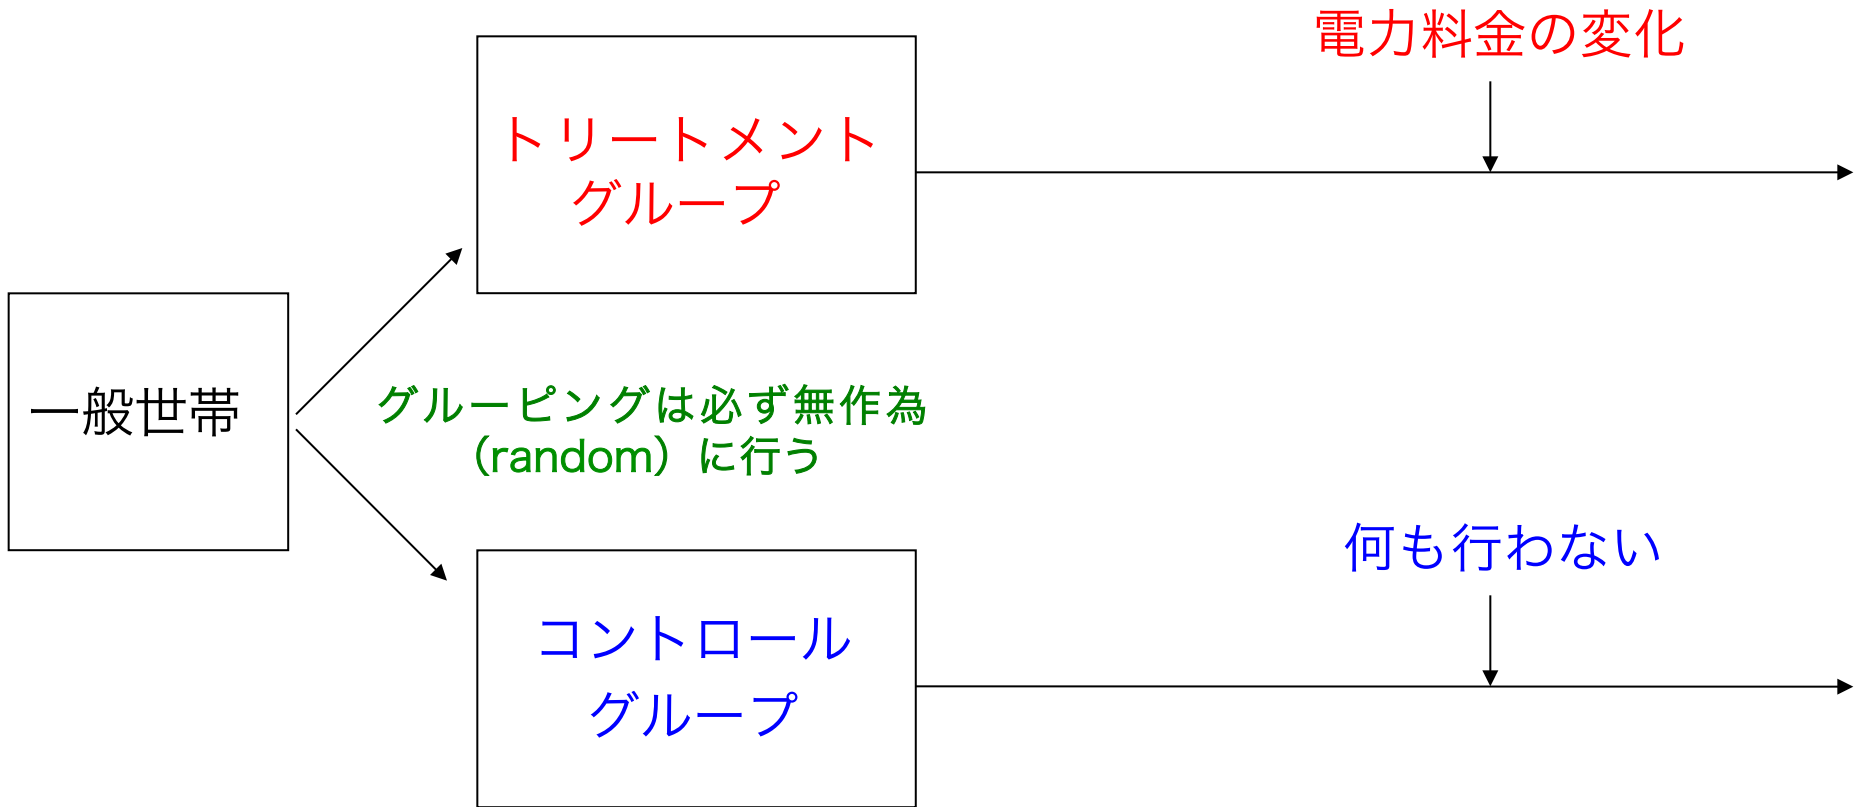 電力料金の変化
トリートメント
グループ
一般世帯
グルーピングは必ず無作為
（random）に行う
何も行わない
コントロール
グループ